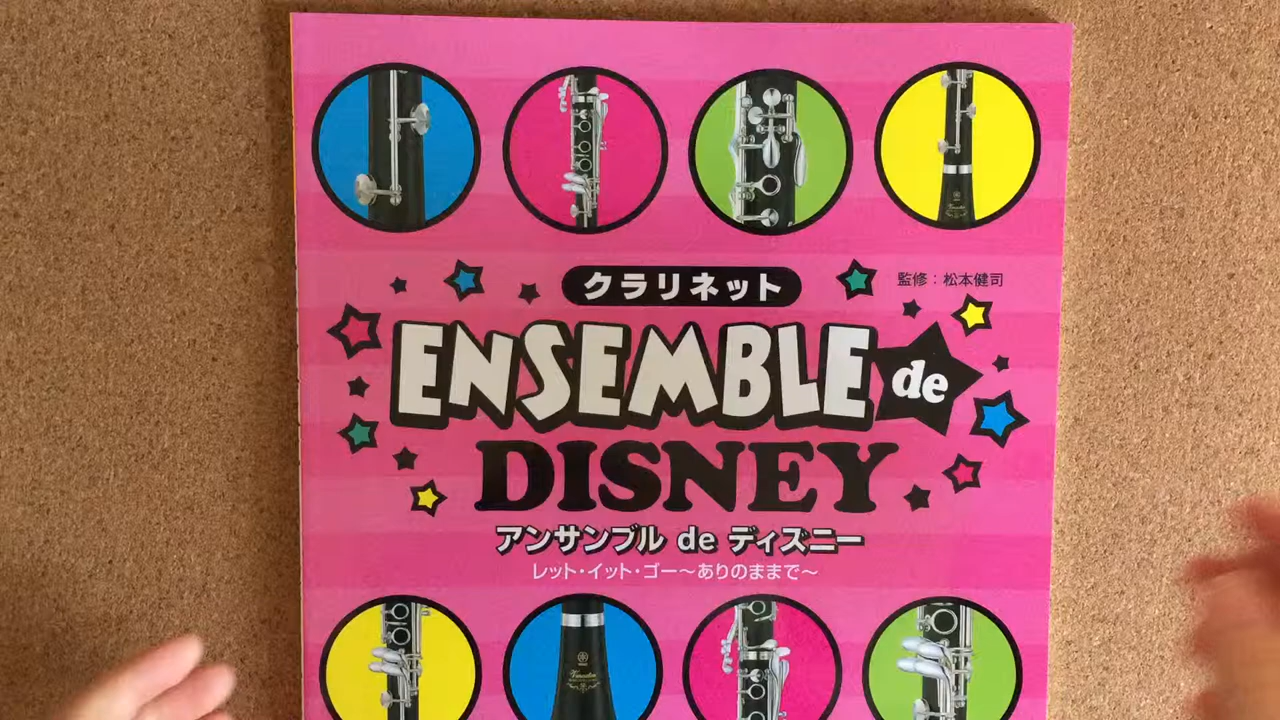 クラリネット
監修：松本健司
ENSEMBLE de
DISNEY
アンサンブル de ディズニー
レット・イット・ゴー〜ありのままで〜